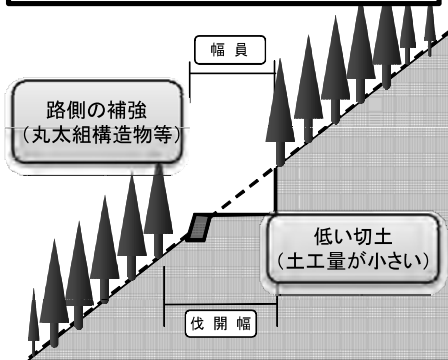 幅員
路側の補強
（丸太組構造物等）
低い切土
（土工量が小さい）
伐開幅